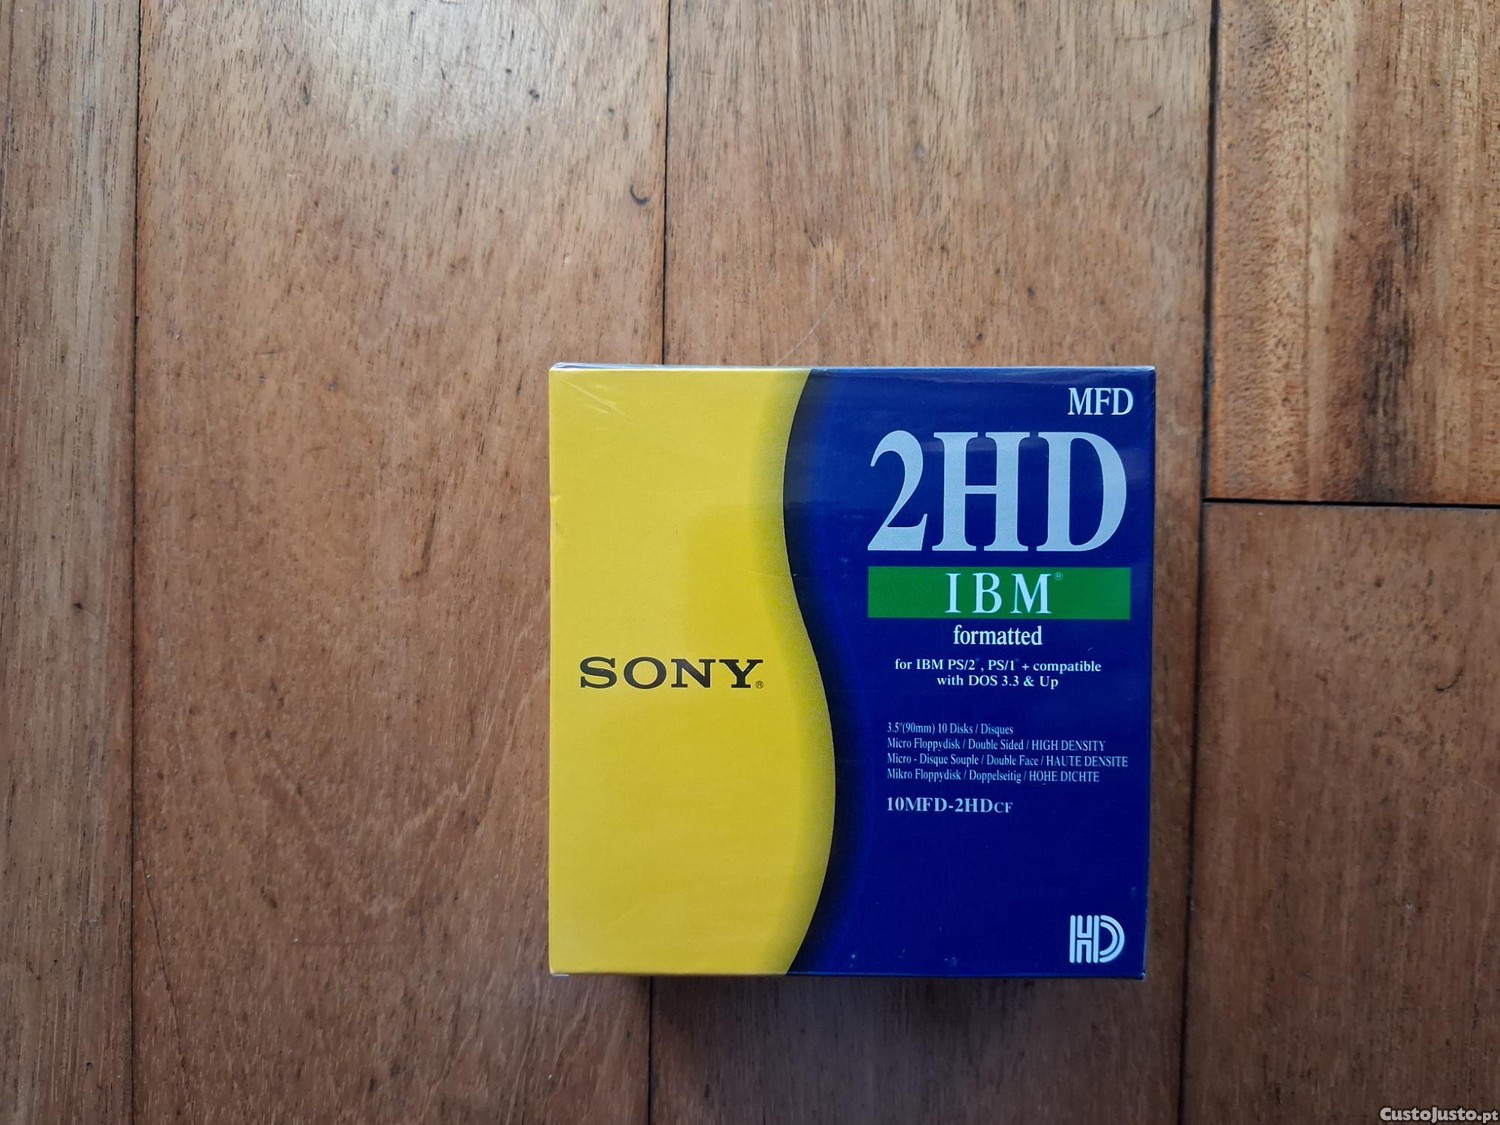 SONY®
MFD
2HD
IBM®
formatted
for IBM PS/2, PS/1 + compatible
with DOS 3.3 & Up
3.5"(90mm) 10 Disks / Disques
Micro Floppydisk / Double Sided / HIGH DENSITY
Micro - Disque Souple / Double Face / HAUTE DENSITE
Mikro Floppydisk / Doppelseitig / HOHE DICHTE
10MFD-2HDCF
HD
CustoJusto.pt